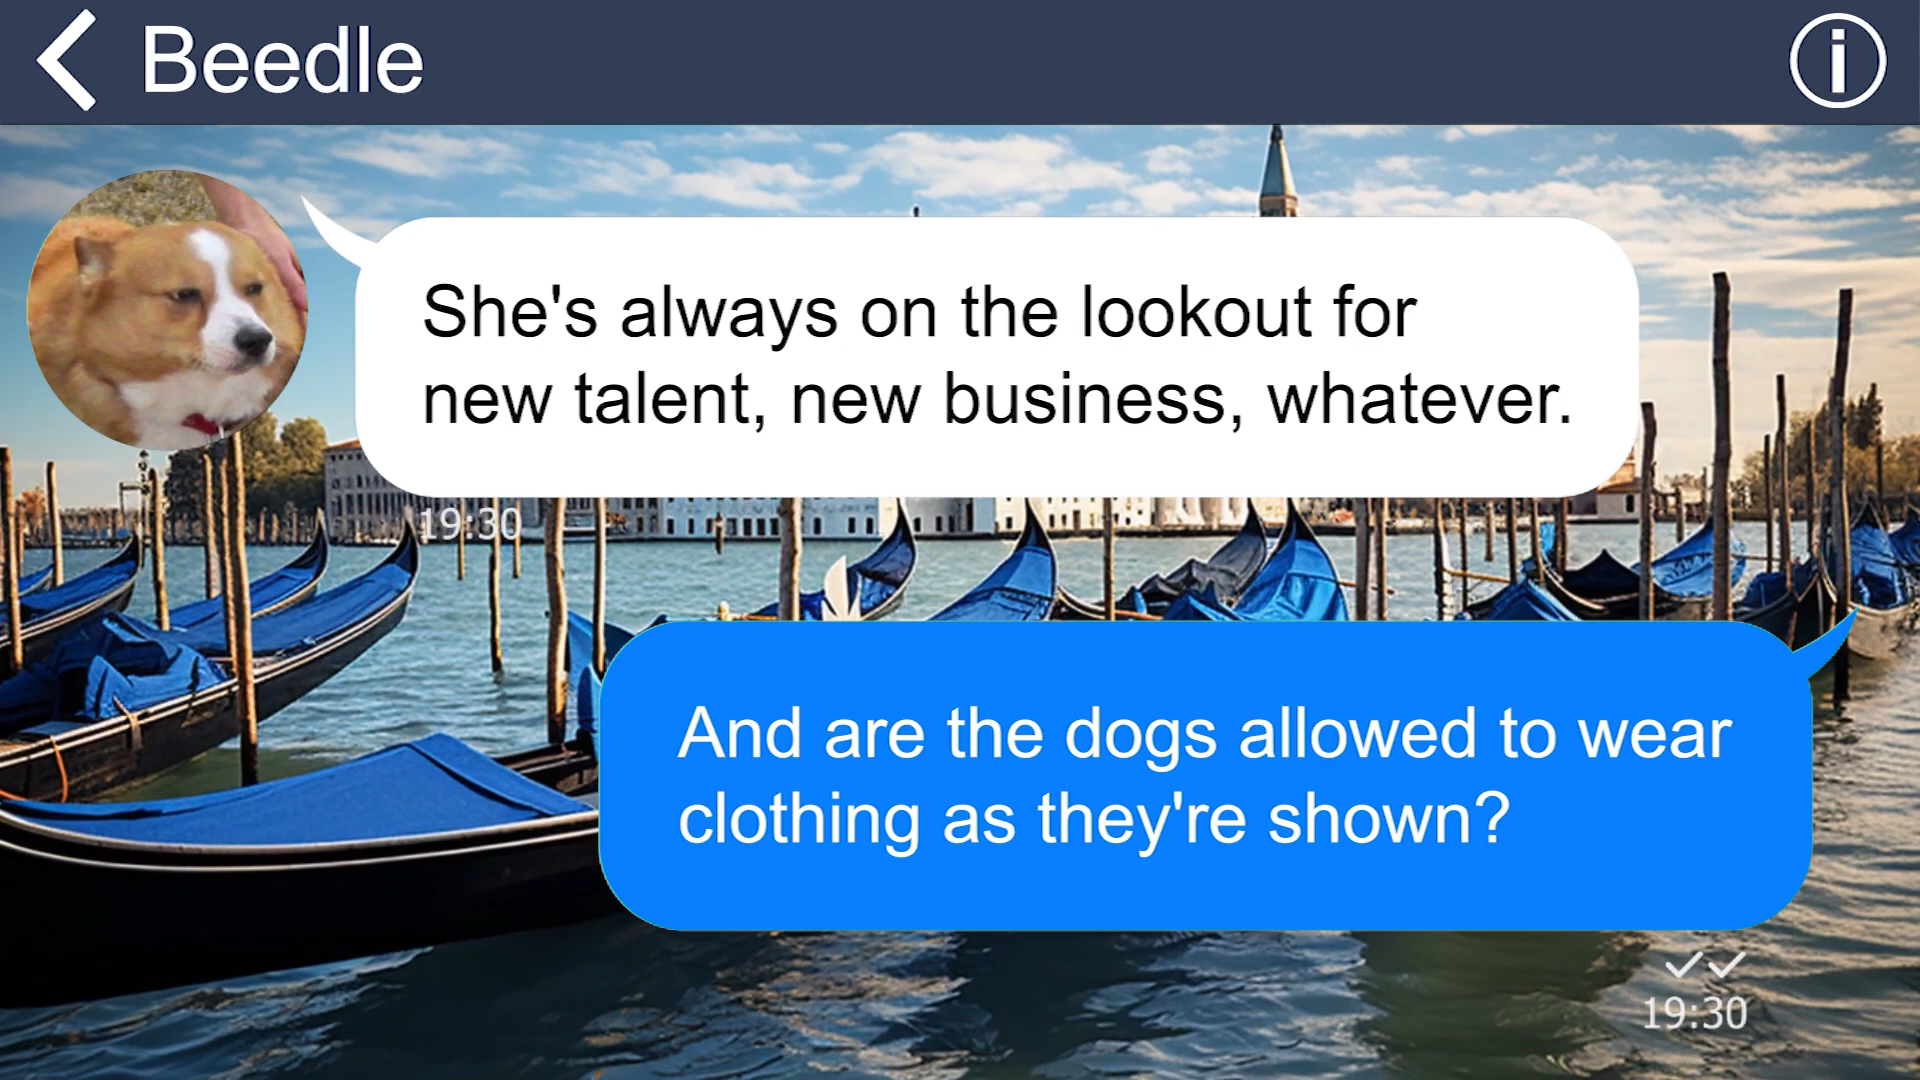 Beedle
She's always on the lookout for
new talent, new business, whatever.
19:30
And are the dogs allowed to wear
clothing as they're shown?
19:30